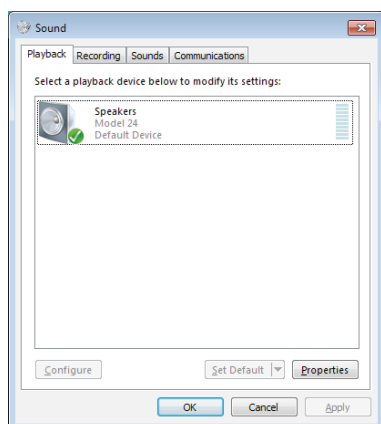 Sound
Playback Recording Sounds Communications
Select a playback device below to modify its settings:
Speakers
Model 24
Default Device
Configure Set Default Properties
OK Cancel Apply